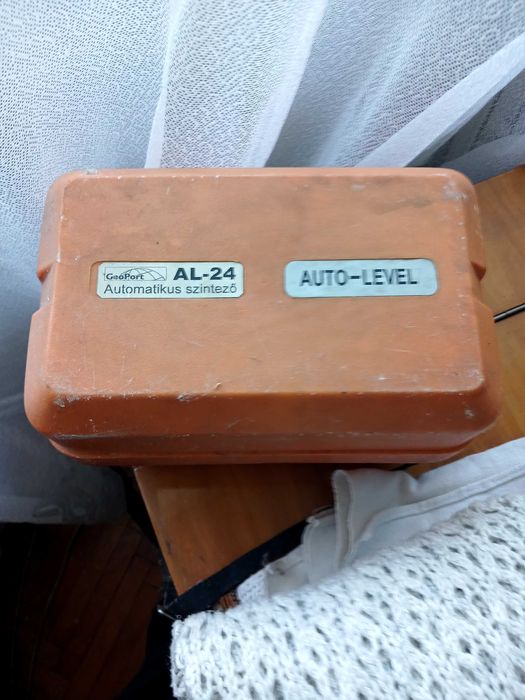 GeoPort AL-24
Automatikus szintező
AUTO-LEVEL